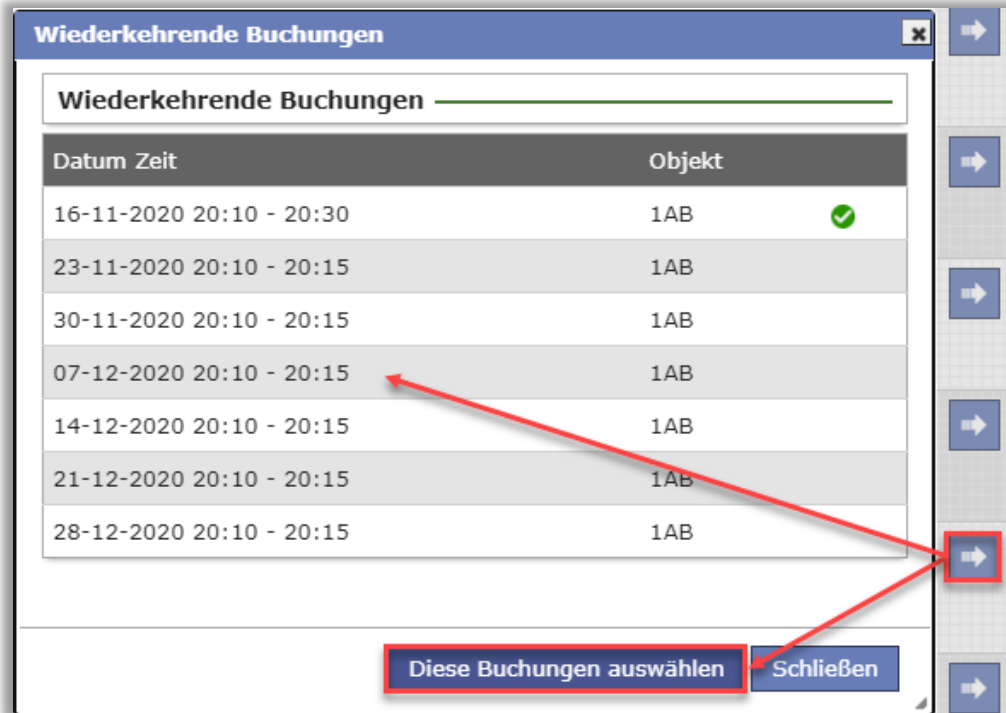 Wiederkehrende Buchungen
Wiederkehrende Buchungen
Datum Zeit Objekt
16-11-2020 20:10 - 20:30 1AB
23-11-2020 20:10 - 20:15 1AB
30-11-2020 20:10 - 20:15 1AB
07-12-2020 20:10 - 20:15 1AB
14-12-2020 20:10 - 20:15 1AB
21-12-2020 20:10 - 20:15 1AB
28-12-2020 20:10 - 20:15 1AB
Diese Buchungen auswählen Schließen